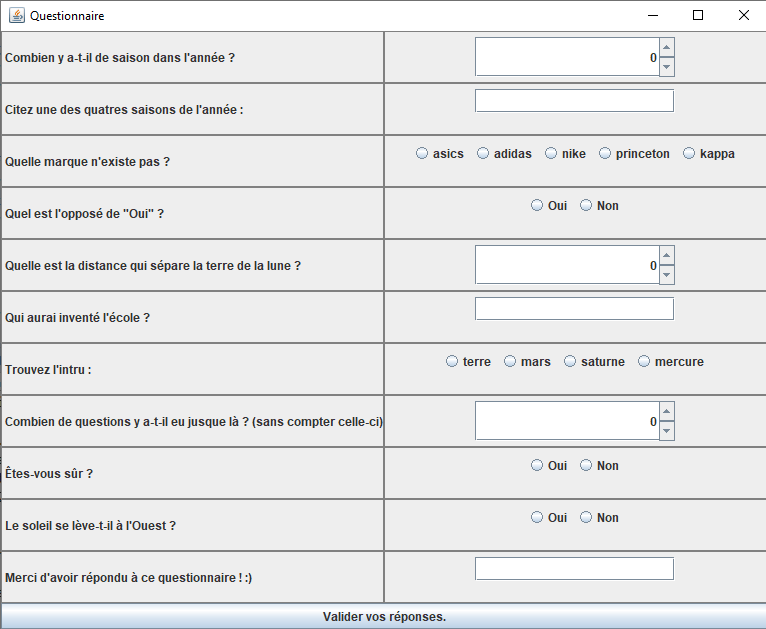 Questionnaire
Combien y a-t-il de saison dans l'année ? 0
Citez une des quatres saisons de l'année :
Quelle marque n'existe pas ? asics adidas nike princeton kappa
Quel est l'opposé de "Oui" ? Oui Non
Quelle est la distance qui sépare la terre de la lune ? 0
Qui aurai inventé l'école ?
Trouvez l'intru : terre mars saturne mercure
Combien de questions y a-t-il eu jusque là ? (sans compter celle-ci) 0
Êtes-vous sûr ? Oui Non
Le soleil se lève-t-il à l'Ouest ? Oui Non
Merci d'avoir répondu à ce questionnaire ! :)
Valider vos réponses.